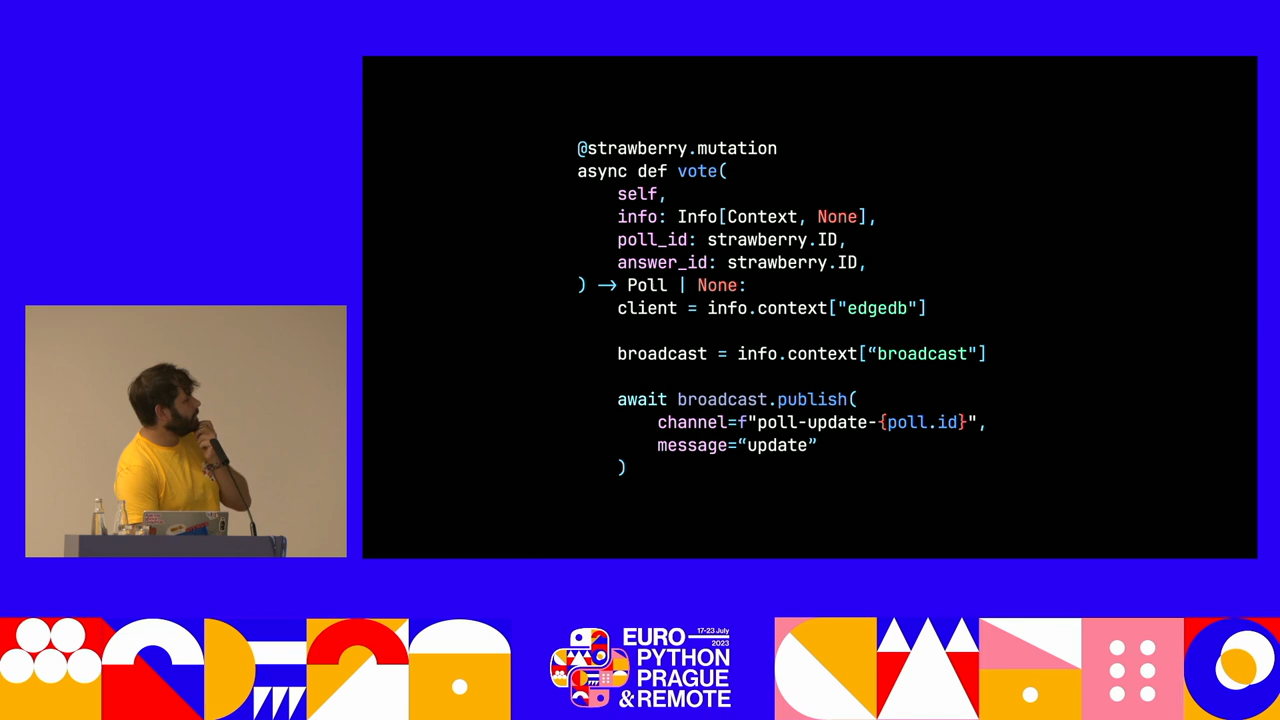 @strawberry.mutation
async def vote(
    self,
    info: Info[Context, None],
    poll_id: strawberry.ID,
    answer_id: strawberry.ID,
) -> Poll | None:
    client = info.context["edgedb"]
    broadcast = info.context[“broadcast"]
    await broadcast.publish(
        channel=f"poll-update-{poll.id}",
        message=“update”
    )
EURO 17-23 July 2023
PYTHON
PRAGUE
&REMOTE